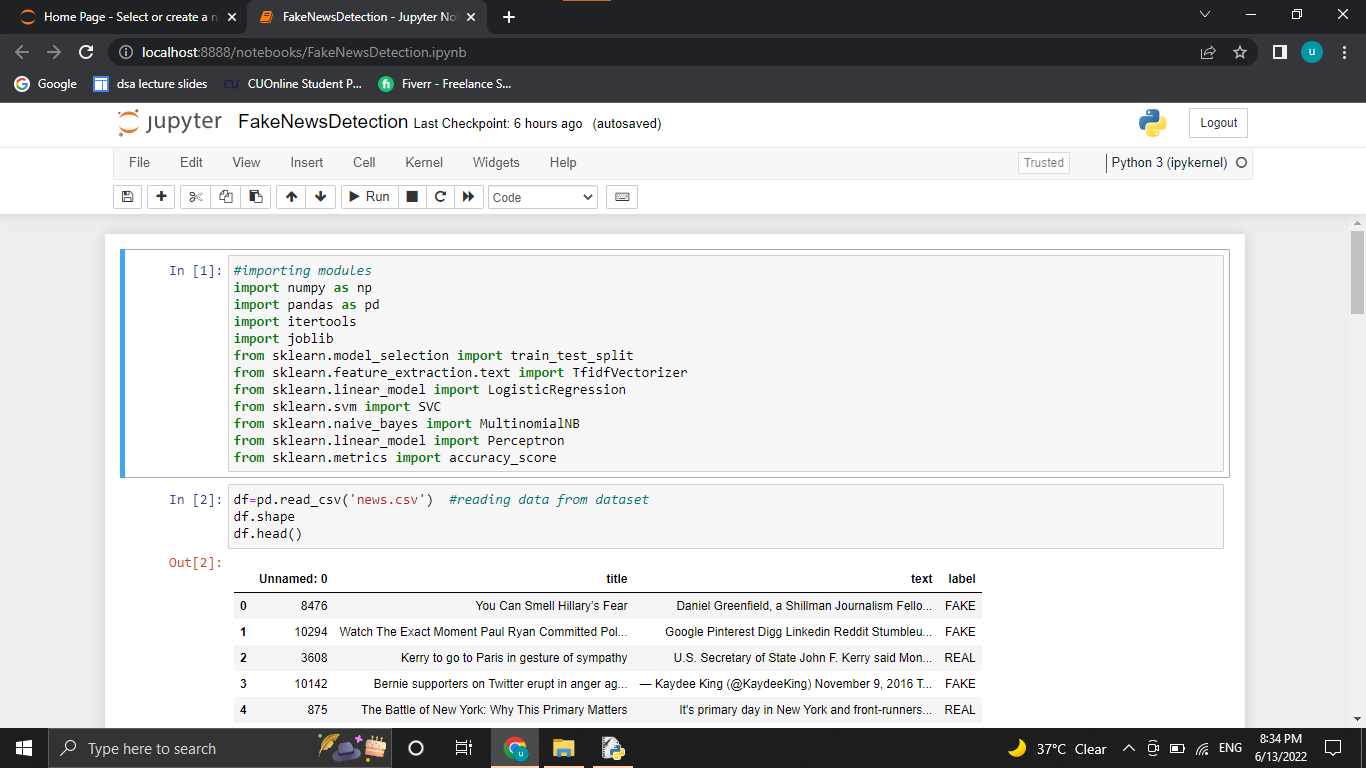 Home Page - Select or create a n
FakeNewsDetection - Jupyter No
localhost:8888/notebooks/FakeNewsDetection.ipynb
u
Google
dsa lecture slides
CUOnline Student P...
Fiverr - Freelance S...
jupyter FakeNewsDetection Last Checkpoint: 6 hours ago (autosaved)
Logout
File Edit View Insert Cell Kernel Widgets Help
Trusted
Python 3 (ipykernel)
Run
Code
In [1]: #importing modules
import numpy as np
import pandas as pd
import itertools
import joblib
from sklearn.model_selection import train_test_split
from sklearn.feature_extraction.text import TfidfVectorizer
from sklearn.linear_model import LogisticRegression
from sklearn.svm import SVC
from sklearn.naive_bayes import MultinomialNB
from sklearn.linear_model import Perceptron
from sklearn.metrics import accuracy_score
In [2]: df=pd.read_csv('news.csv')  #reading data from dataset
df.shape
df.head()
Out[2]:
Unnamed: 0 title text label
0 8476 You Can Smell Hillary’s Fear Daniel Greenfield, a Shillman Journalism Fello... FAKE
1 10294 Watch The Exact Moment Paul Ryan Committed Pol... Google Pinterest Digg Linkedin Reddit Stumbleu... FAKE
2 3608 Kerry to go to Paris in gesture of sympathy U.S. Secretary of State John F. Kerry said Mon... REAL
3 10142 Bernie supporters on Twitter erupt in anger ag... — Kaydee King (@KaydeeKing) November 9, 2016 T... FAKE
4 875 The Battle of New York: Why This Primary Matters It's primary day in New York and front-runners... REAL
Type here to search
37°C Clear
ENG
8:34 PM
6/13/2022